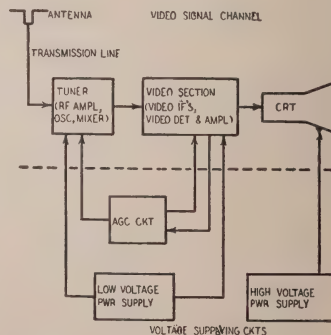 ANTENNA
VIDEO SIGNAL CHANNEL
TRANSMISSION LINE
TUNER
(RF AMPL,
OSC, MIXER)
VIDEO SECTION
(VIDEO IF'S,
VIDEO DET & AMPL)
CRT
AGC CKT
LOW VOLTAGE
PWR SUPPLY
HIGH VOLTAGE
PWR SUPPLY
VOLTAGE SUPPLYING CKTS